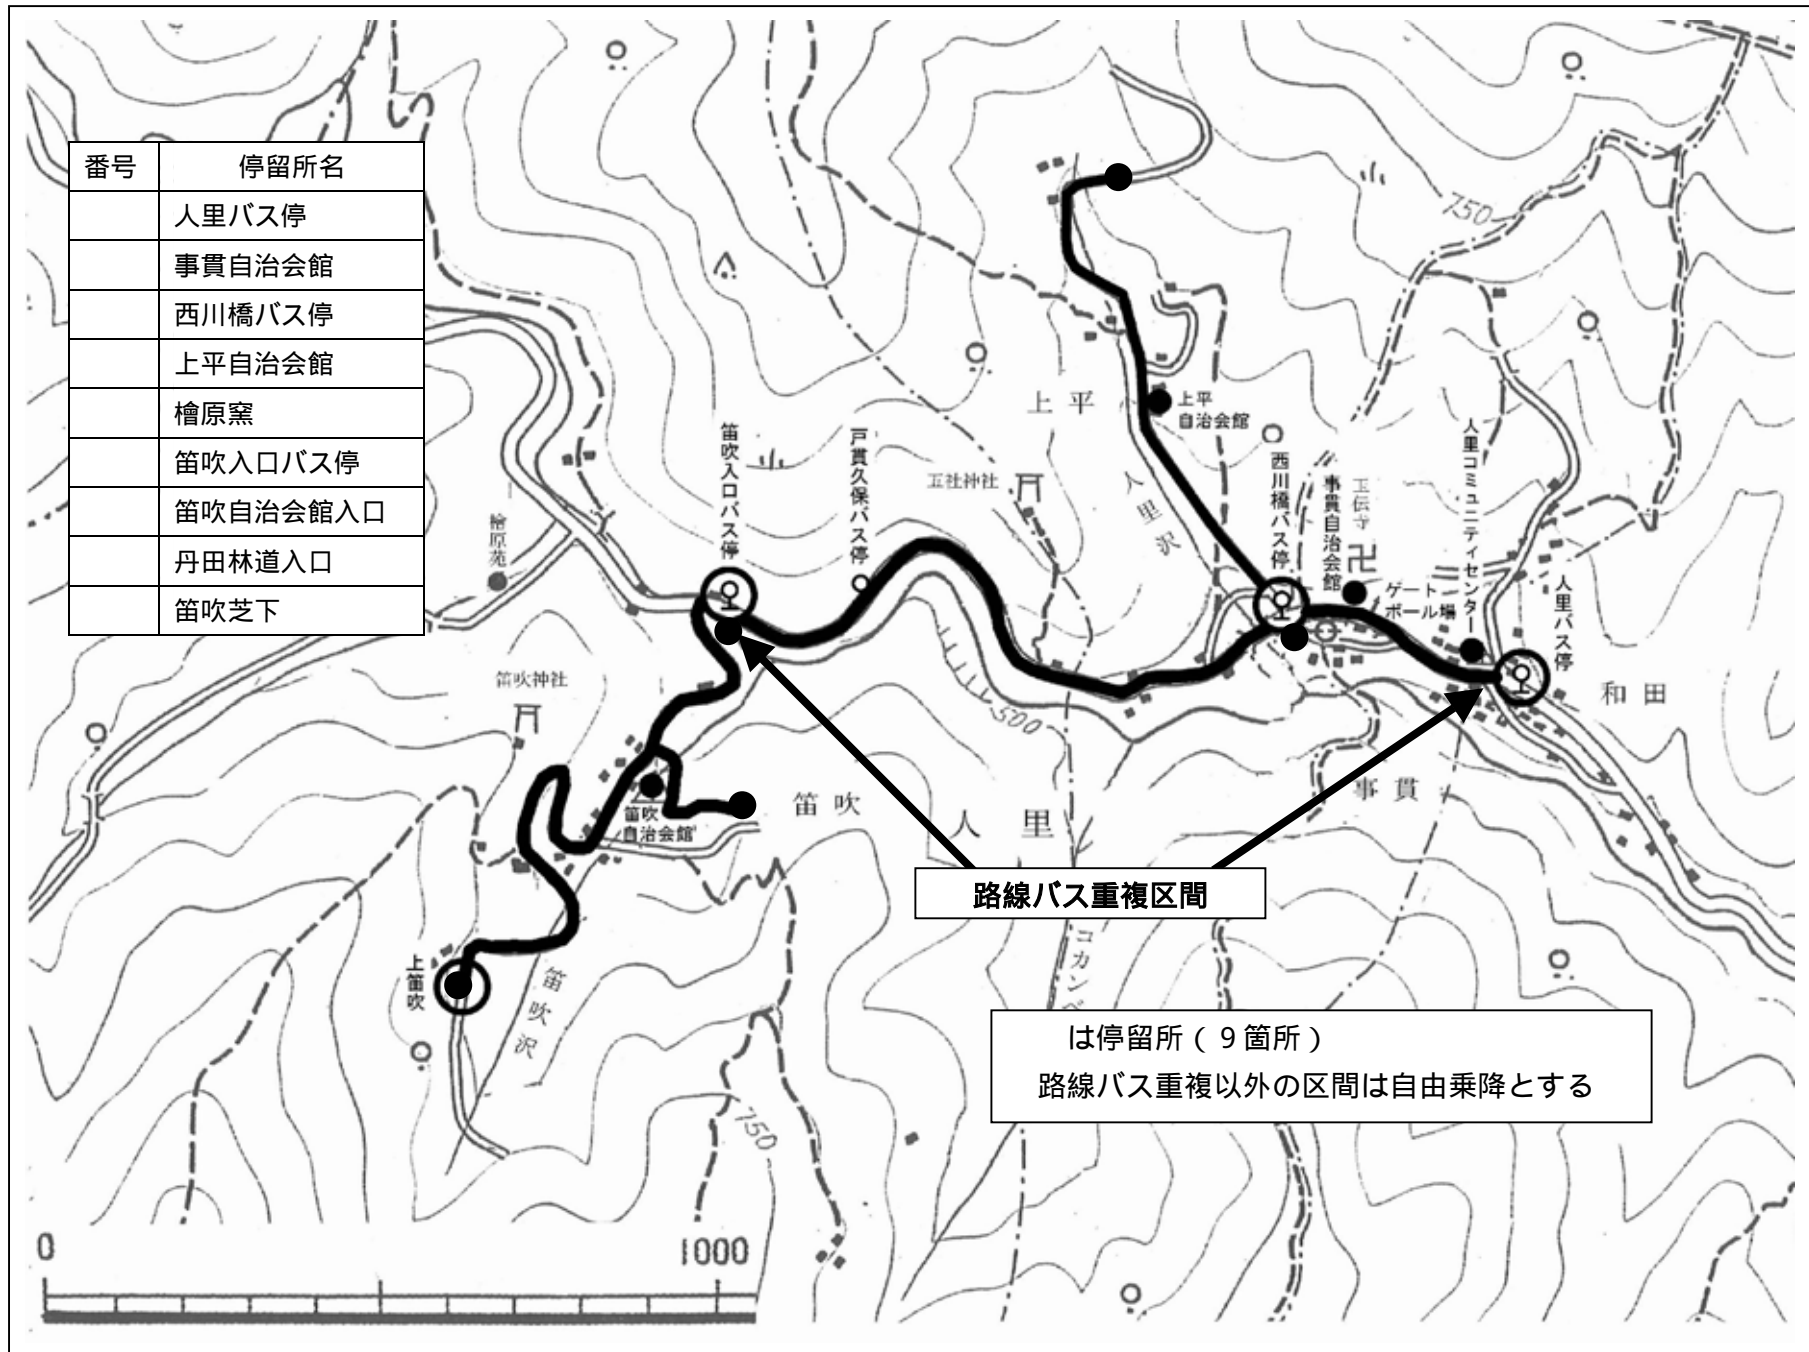 番号 停留所名
人里バス停
事貫自治会館
西川橋バス停
上平自治会館
檜原窯
笛吹入口バス停
笛吹自治会館入口
丹田林道入口
笛吹芝下
750
上平
上平
自治会館
人里沢
五社神社
笛吹入口バス停
戸貫久保バス停
檜原苑
西川橋バス停
事貫自治会館
玉伝寺
人里コミュニティセンター
ゲート
ボール場
人里バス停
和田
笛吹神社
500
笛吹
自治会館
笛吹
人里
事貫
路線バス重複区間
上笛吹
笛吹沢
は停留所(9箇所)
路線バス重複以外の区間は自由乗降とする
750
0
1000